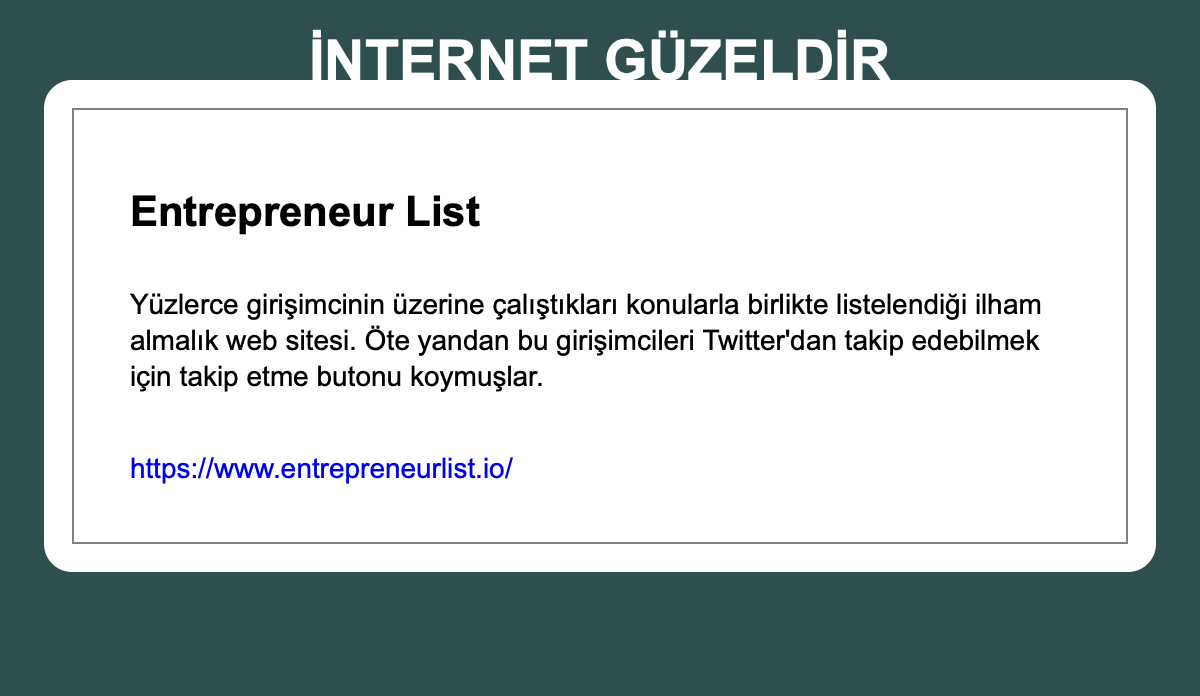 İNTERNET GÜZELDİR
Entrepreneur List
Yüzlerce girişimcinin üzerine çalıştıkları konularla birlikte listelendiği ilham
almalık web sitesi. Öte yandan bu girişimcileri Twitter'dan takip edebilmek
için takip etme butonu koymuşlar.
https://www.entrepreneurlist.io/